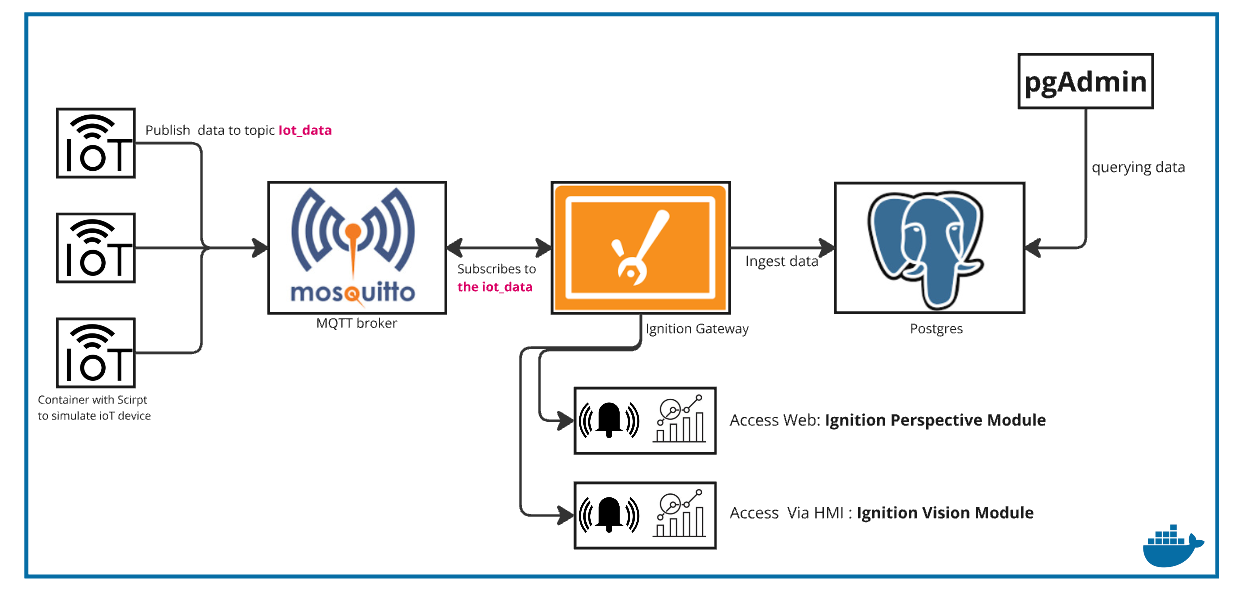 pgAdmin
IoT
Publish data to topic Iot_data
querying data
IoT
mosquitto
MQTT broker
Subscribes to
the iot_data
Ignition Gateway
Ingest data
Postgres
IoT
Container with Scirpt
to simulate ioT device
Access Web: Ignition Perspective Module
Access Via HMI : Ignition Vision Module